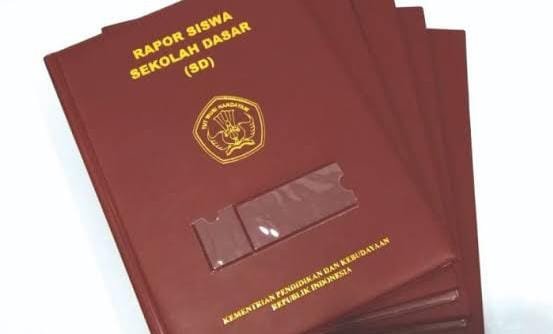 RAPOR SISWA
SEKOLAH DASAR
(SD)
TUT WURI HANDAYANI
KEMENTRIAN PENDIDIKAN DAN KEBUDAYAAN
REPUBLIK INDONESIA